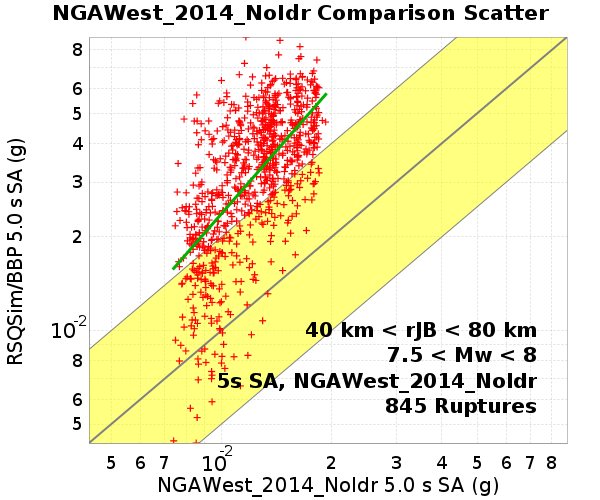 NGAWest_2014_NoIdr Comparison Scatter
8
6
5
4
3
2
10-2
8
6
5
RSQSim/BBP 5.0 s SA (g)
40 km < rJB < 80 km
7.5 < Mw < 8
5s SA, NGAWest_2014_NoIdr
845 Ruptures
5 6 7 10-2 2 3 4 5 6 7 8
NGAWest_2014_NoIdr 5.0 s SA (g)